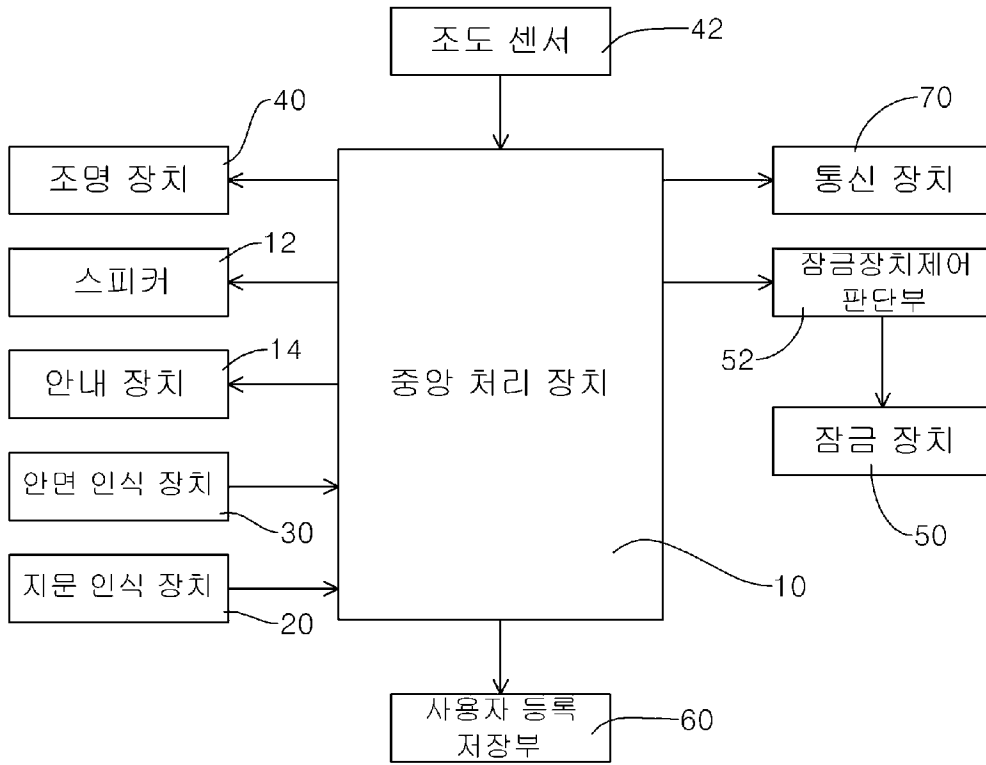 조도 센서
42
40
70
조명 장치
통신 장치
12
스피커
잠금장치제어
판단부
14
52
안내 장치
중앙 처리 장치
잠금 장치
안면 인식 장치
30
50
지문 인식 장치
20
10
사용자 등록
저장부
60